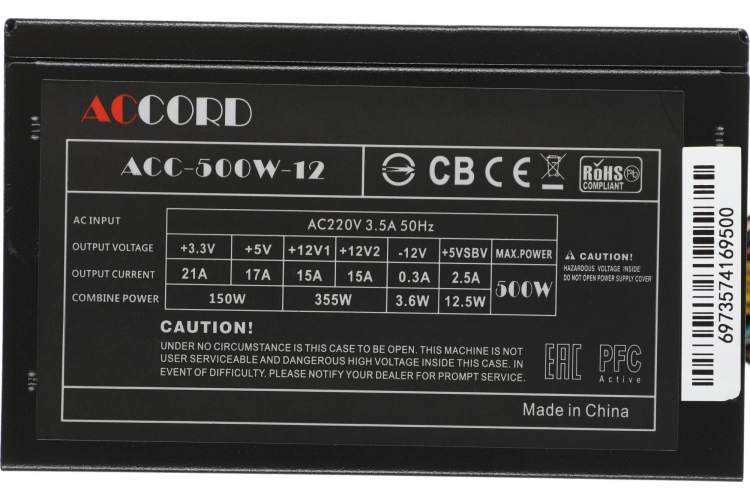 ACCORD
ACC-500W-12
CB CE RoHS Pb
COMPLIANT
AC INPUT AC220V 3.5A 50Hz
OUTPUT VOLTAGE +3.3V +5V +12V1 +12V2 -12V +5VSBV MAX.POWER
OUTPUT CURRENT 21A 17A 15A 15A 0.3A 2.5A 500W
COMBINE POWER 150W 355W 3.6W 12.5W
CAUTION!
HAZARDOUS VOLTAGE INSIDE
DO NOT OPEN POWER SUPPLY COVER
CAUTION!
UNDER NO CIRCUMSTANCE IS THIS CASE TO BE OPEN. THIS MACHINE IS NOT
USER SERVICEABLE AND DANGEROUS HIGH VOLTAGE INSIDE THIS CASE. IN
EVENT OF DIFFICULTY. PLEASE NOTIFY YOUR DEALER FOR PROMPT SERVICE.
EAC PFC
Active
Made in China
6973574169500